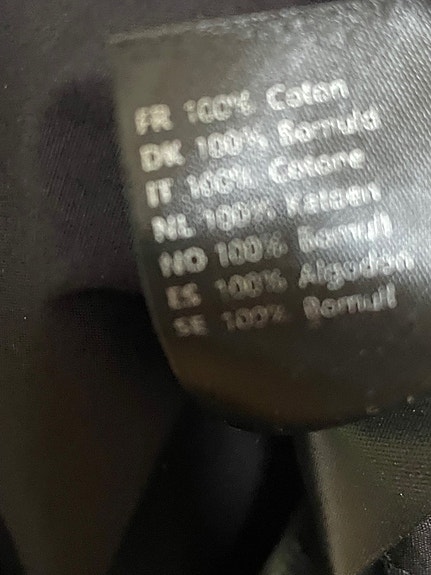 FR 100% Coton
DK 100% Bomuld
IT 100% Cotone
NL 100% Katoen
NO 100% Bomull
ES 100% Algodón
SE 100% Bomull